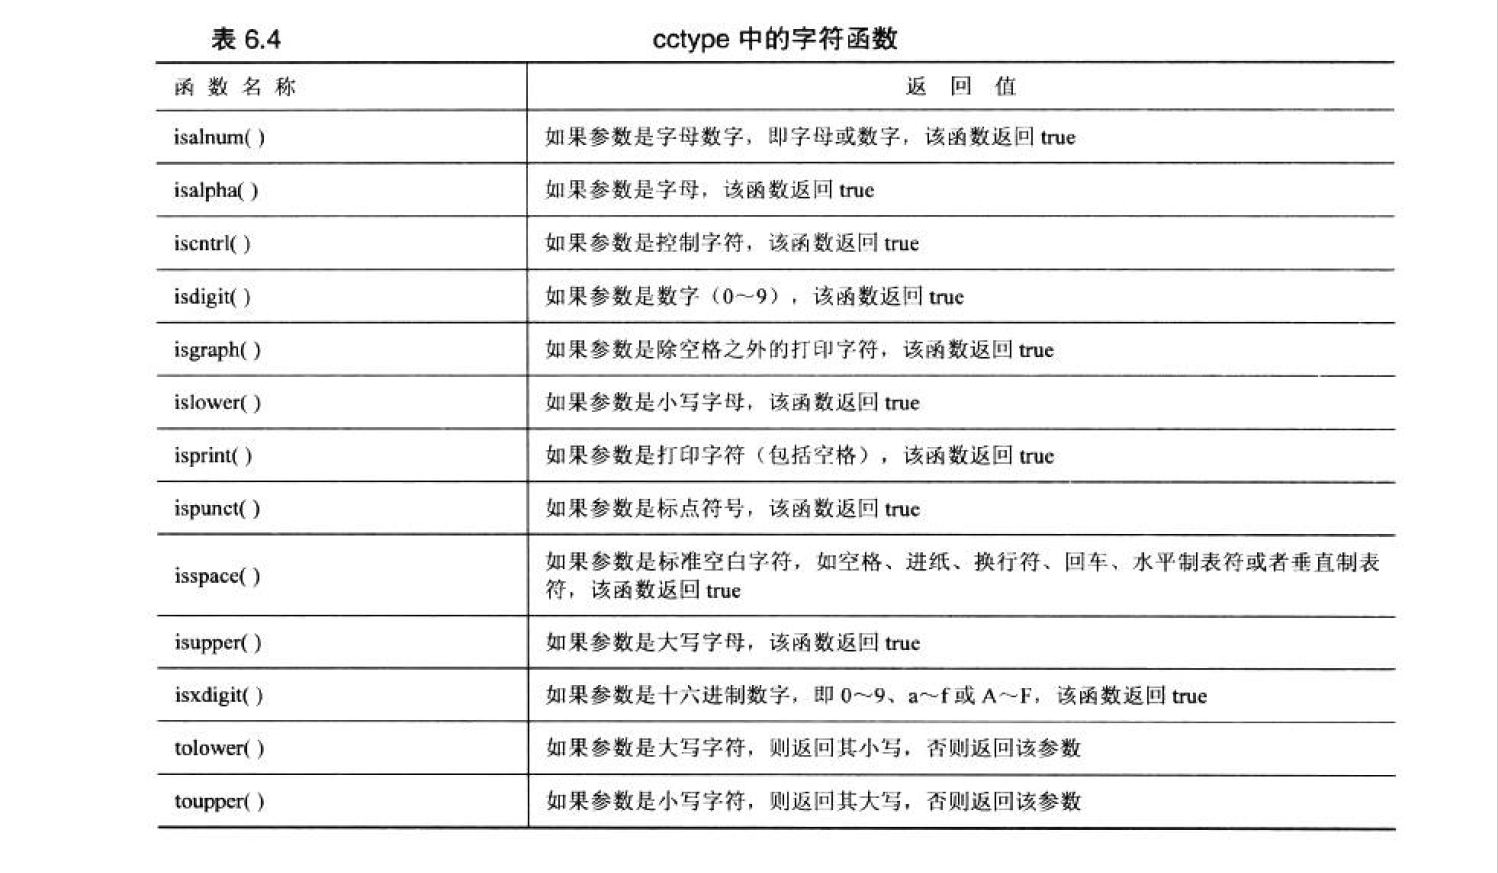 表 6.4 cctype 中的字符函数
函 数 名 称 返 回 值
isalnum( ) 如果参数是字母数字，即字母或数字，该函数返回 true
isalpha( ) 如果参数是字母，该函数返回 true
iscntrl( ) 如果参数是控制字符，该函数返回 true
isdigit( ) 如果参数是数字（0～9），该函数返回 true
isgraph( ) 如果参数是除空格之外的打印字符，该函数返回 true
islower( ) 如果参数是小写字母，该函数返回 true
isprint( ) 如果参数是打印字符（包括空格），该函数返回 true
ispunct( ) 如果参数是标点符号，该函数返回 true
isspace( ) 如果参数是标准空白字符，如空格、进纸、换行符、回车、水平制表符或者垂直制表
符，该函数返回 true
isupper( ) 如果参数是大写字母，该函数返回 true
isxdigit( ) 如果参数是十六进制数字，即 0～9、a～f 或 A～F，该函数返回 true
tolower( ) 如果参数是大写字符，则返回其小写，否则返回该参数
toupper( ) 如果参数是小写字符，则返回其大写，否则返回该参数